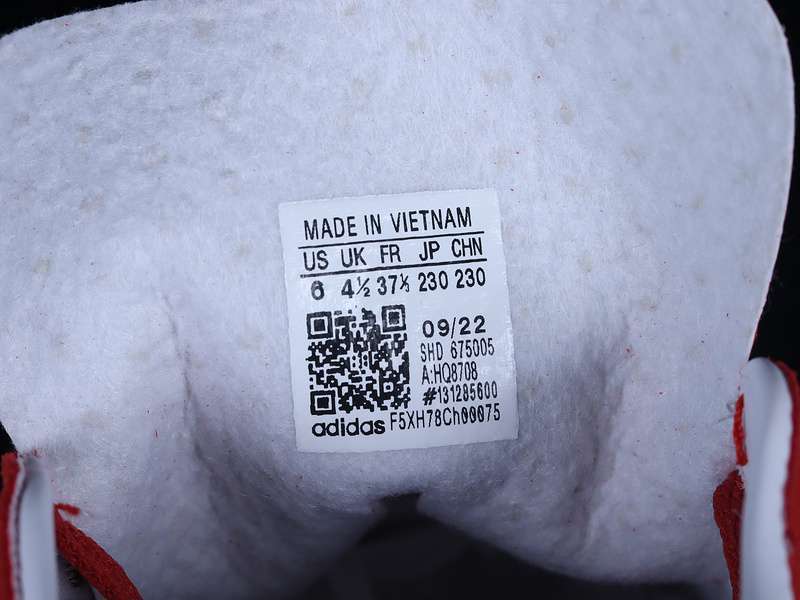 MADE IN VIETNAM
US UK FR JP CHN
6 4½ 37⅓ 230 230
09/22
SHD 675005
A:HQ8708
#131285600
adidas F5XH78Ch00075